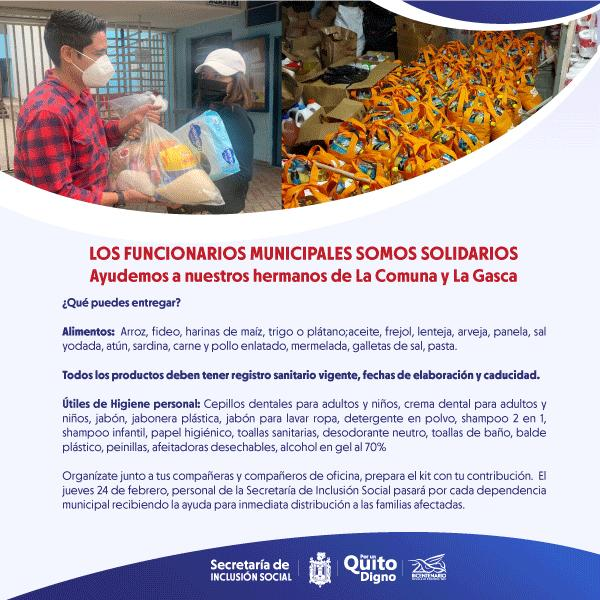 LOS FUNCIONARIOS MUNICIPALES SOMOS SOLIDARIOS
Ayudemos a nuestros hermanos de La Comuna y La Gasca
¿Qué puedes entregar?
Alimentos: Arroz, fideo, harinas de maíz, trigo o plátano;aceite, frejol, lenteja, arveja, panela, sal
yodada, atún, sardina, carne y pollo enlatado, mermelada, galletas de sal, pasta.
Todos los productos deben tener registro sanitario vigente, fechas de elaboración y caducidad.
Útiles de Higiene personal: Cepillos dentales para adultos y niños, crema dental para adultos y
niños, jabón, jabonera plástica, jabón para lavar ropa, detergente en polvo, shampoo 2 en 1,
shampoo infantil, papel higiénico, toallas sanitarias, desodorante neutro, toallas de baño, balde
plástico, peinillas, afeitadoras desechables, alcohol en gel al 70%
Organízate junto a tus compañeras y compañeros de oficina, prepara el kit con tu contribución. El
jueves 24 de febrero, personal de la Secretaría de Inclusión Social pasará por cada dependencia
municipal recibiendo la ayuda para inmediata distribución a las familias afectadas.
Secretaría de
INCLUSIÓN SOCIAL
Por un
Quito
Digno
BICENTENARIO